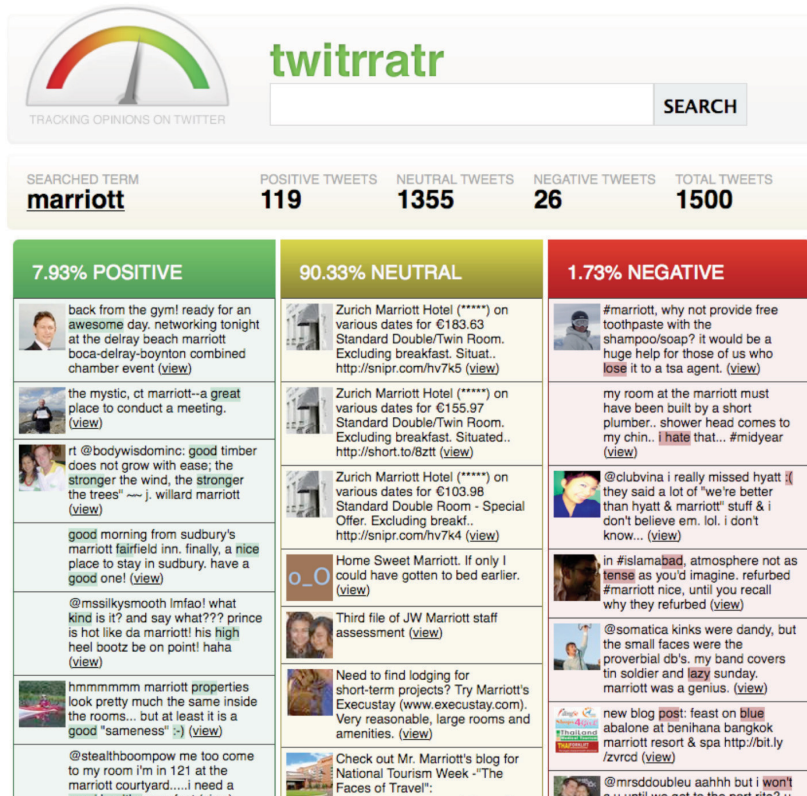 twitrratr
SEARCH
TRACKING OPINIONS ON TWITTER
SEARCHED TERM
marriott
POSITIVE TWEETS
119
NEUTRAL TWEETS
1355
NEGATIVE TWEETS
26
TOTAL TWEETS
1500
7.93% POSITIVE
back from the gym! ready for an
awesome day. networking tonight
at the delray beach marriott
boca-delray-boynton combined
chamber event (view)
the mystic, ct marriott--a great
place to conduct a meeting.
(view)
rt @bodywisdominc: good timber
does not grow with ease; the
stronger the wind, the stronger
the trees" ~~ j. willard marriott
(view)
good morning from sudbury's
marriott fairfield inn. finally, a nice
place to stay in sudbury. have a
good one! (view)
@mssilkysmooth lmfao! what
kind is it? and say what??? prince
is hot like da marriott! his high
heel bootz be on point! haha
(view)
hmmmmmm marriott properties
look pretty much the same inside
the rooms... but at least it is a
good "sameness" :-) (view)
@stealthboompow me too come
to my room i'm in 121 at the
marriott courtyard.....i need a
90.33% NEUTRAL
Zurich Marriott Hotel (*****) on
various dates for €183.63
Standard Double/Twin Room.
Excluding breakfast. Situat..
http://snipr.com/hv7k5 (view)
Zurich Marriott Hotel (*****) on
various dates for €155.97
Standard Double/Twin Room.
Excluding breakfast. Situated..
http://short.to/8ztt (view)
Zurich Marriott Hotel (*****) on
various dates for €103.98
Standard Double Room - Special
Offer. Excluding breakf..
http://snipr.com/hv7k4 (view)
o_O
Home Sweet Marriott. If only I
could have gotten to bed earlier.
(view)
Third file of JW Marriott staff
assessment (view)
Need to find lodging for
short-term projects? Try Marriott's
Execustay (www.execustay.com).
Very reasonable, large rooms and
amenities. (view)
Check out Mr. Marriott's blog for
National Tourism Week -"The
Faces of Travel":
1.73% NEGATIVE
#marriott, why not provide free
toothpaste with the
shampoo/soap? it would be a
huge help for those of us who
lose it to a tsa agent. (view)
my room at the marriott must
have been built by a short
plumber.. shower head comes to
my chin.. i hate that... #midyear
(view)
@clubvina i really missed hyatt :(
they said a lot of "we're better
than hyatt & marriott" stuff & i
don't believe em. lol. i don't
know... (view)
in #islamabad, atmosphere not as
tense as you'd imagine. refurbed
#marriott nice, until you recall
why they refurbed (view)
@somatica kinks were dandy, but
the small faces were the
proverbial db's. my band covers
tin soldier and lazy sunday.
marriott was a genius. (view)
Thailand
new blog post: feast on blue
abalone at benihana bangkok
marriott resort & spa http://bit.ly
/zvrcd (view)
@mrsddoubleu aahhh but i won't